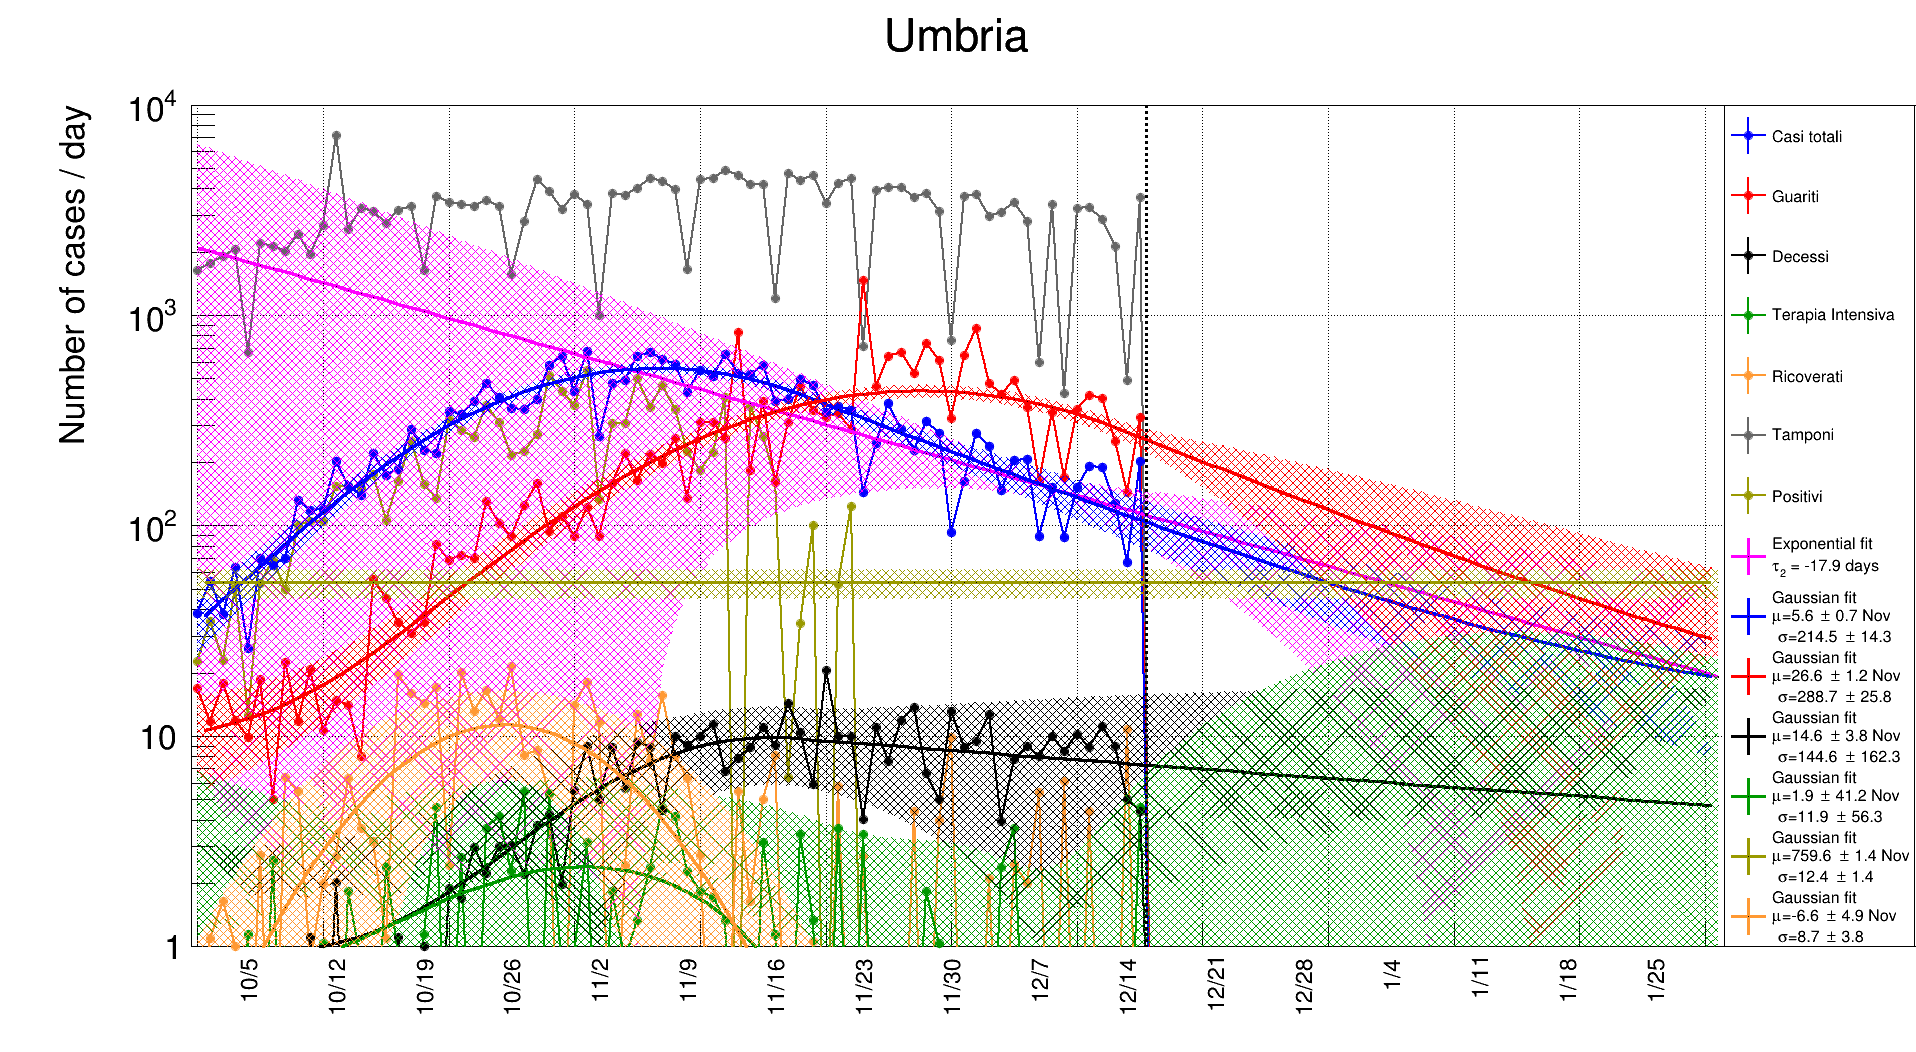 Umbria
Number of cases / day
10⁴
10³
10²
10
1
10/5
10/12
10/19
10/26
11/2
11/9
11/16
11/23
11/30
12/7
12/14
12/21
12/28
1/4
1/11
1/18
1/25
Casi totali
Guariti
Decessi
Terapia Intensiva
Ricoverati
Tamponi
Positivi
Exponential fit
τ₂ = -17.9 days
Gaussian fit
μ=5.6 ± 0.7 Nov
σ=214.5 ± 14.3
Gaussian fit
μ=26.6 ± 1.2 Nov
σ=288.7 ± 25.8
Gaussian fit
μ=14.6 ± 3.8 Nov
σ=144.6 ± 162.3
Gaussian fit
μ=1.9 ± 41.2 Nov
σ=11.9 ± 56.3
Gaussian fit
μ=759.6 ± 1.4 Nov
σ=12.4 ± 1.4
Gaussian fit
μ=-6.6 ± 4.9 Nov
σ=8.7 ± 3.8